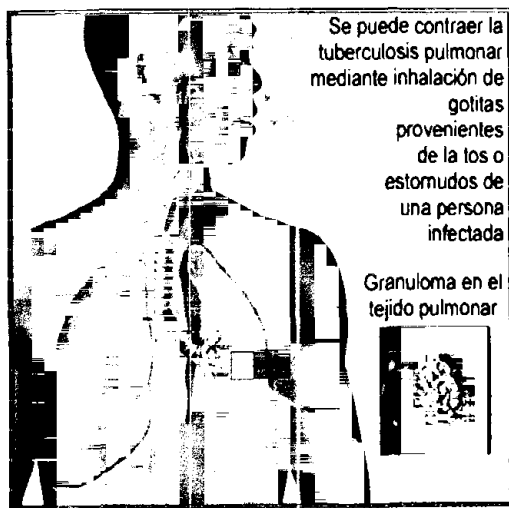 Se puede contraer la
tuberculosis pulmonar
mediante inhalación de
gotitas
provenientes
de la tos o
estornudos de
una persona
infectada
Granuloma en el
tejido pulmonar